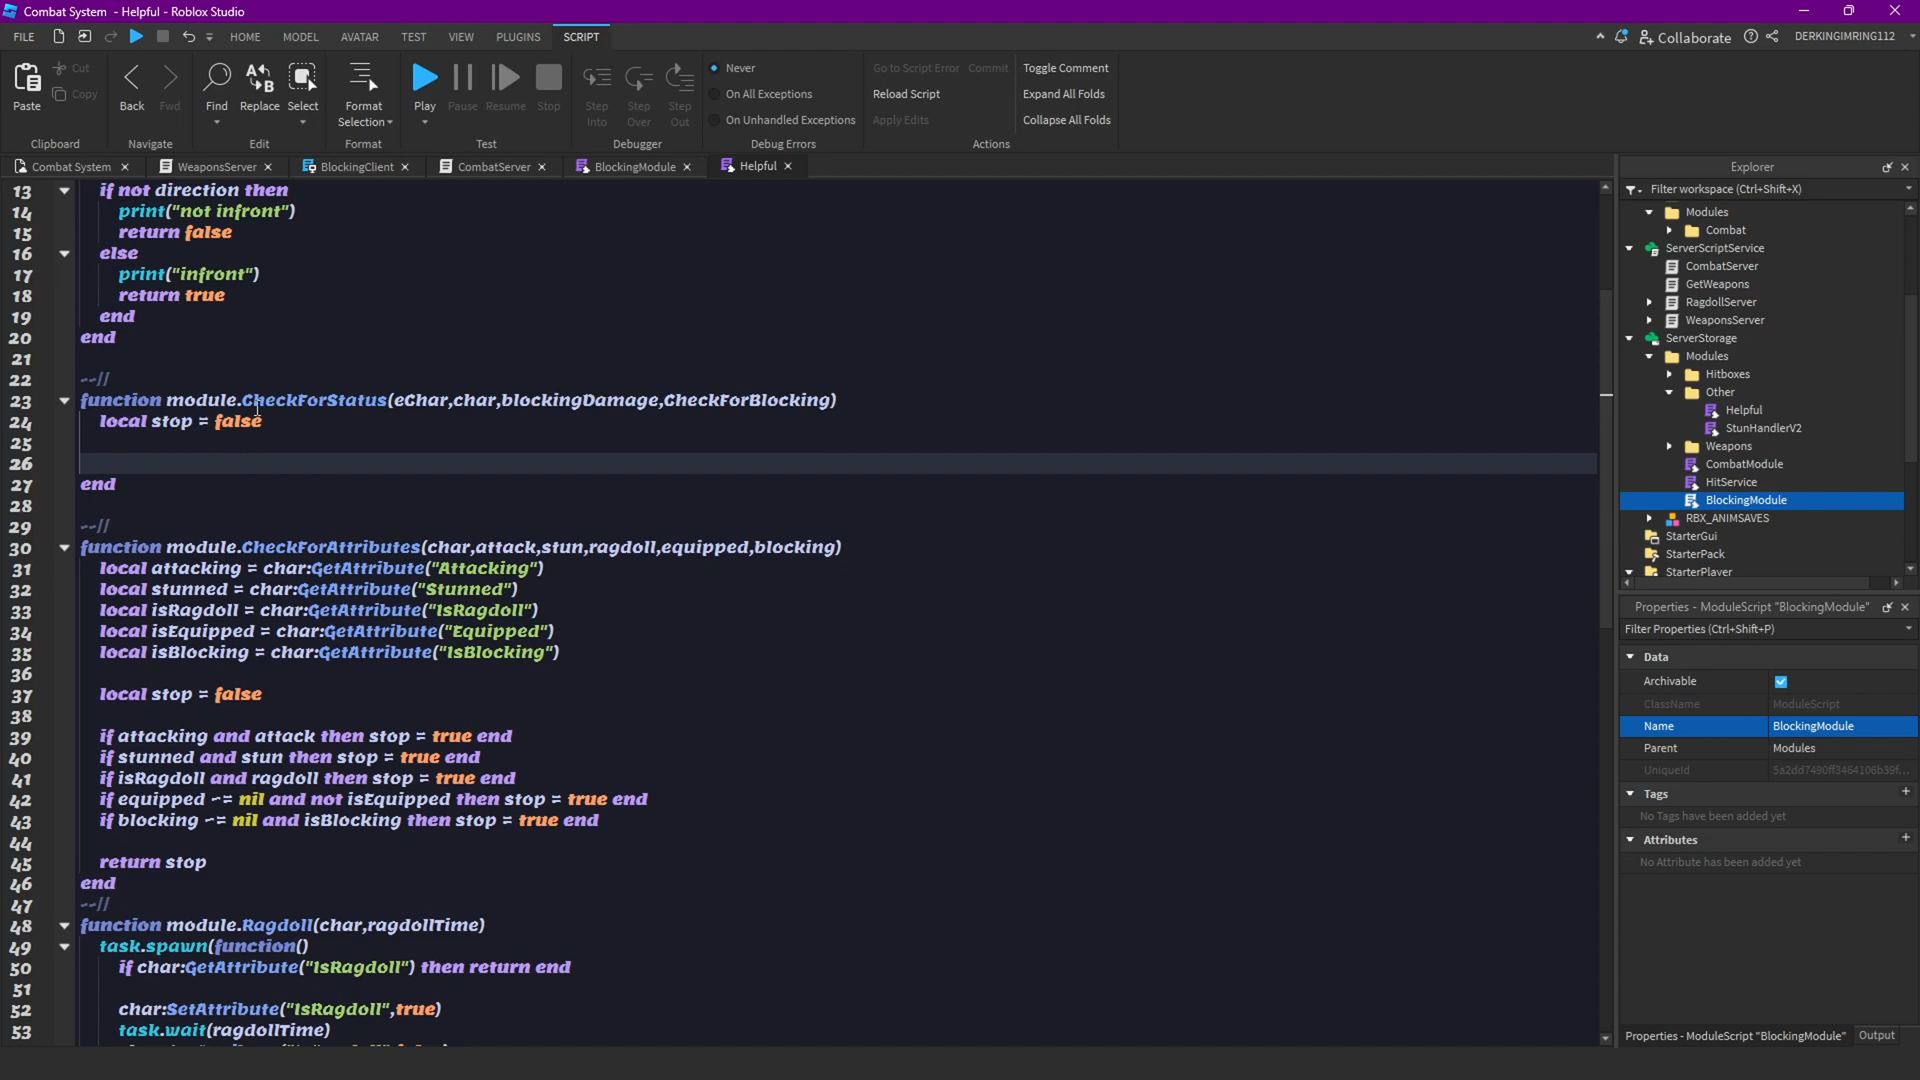 Combat System - Helpful - Roblox Studio
FILE HOME MODEL AVATAR TEST VIEW PLUGINS SCRIPT Collaborate DERKINGIMRING112
Paste Cut Copy Back Fwd Find Replace Select Format Selection Play Pause Resume Stop Step Into Step Over Step Out
Never
On All Exceptions
On Unhandled Exceptions
Go to Script Error Commit
Reload Script
Apply Edits
Toggle Comment
Expand All Folds
Collapse All Folds
Clipboard Navigate Edit Format Test Debugger Debug Errors Actions
Combat System WeaponsServer BlockingClient CombatServer BlockingModule Helpful
13 if not direction then
14 print("not infront")
15 return false
16 else
17 print("infront")
18 return true
19 end
20 end
21
22 --//
23 function module.CheckForStatus(eChar,char,blockingDamage,CheckForBlocking)
24 local stop = false
25
26
27 end
28
29 --//
30 function module.CheckForAttributes(char,attack,stun,ragdoll,equipped,blocking)
31 local attacking = char:GetAttribute("Attacking")
32 local stunned = char:GetAttribute("Stunned")
33 local isRagdoll = char:GetAttribute("IsRagdoll")
34 local isEquipped = char:GetAttribute("Equipped")
35 local isBlocking = char:GetAttribute("IsBlocking")
36
37 local stop = false
38
39 if attacking and attack then stop = true end
40 if stunned and stun then stop = true end
41 if isRagdoll and ragdoll then stop = true end
42 if equipped ~= nil and not isEquipped then stop = true end
43 if blocking ~= nil and isBlocking then stop = true end
44
45 return stop
46 end
47 --//
48 function module.Ragdoll(char,ragdollTime)
49 task.spawn(function()
50 if char:GetAttribute("IsRagdoll") then return end
51
52 char:SetAttribute("IsRagdoll",true)
53 task.wait(ragdollTime)
Explorer
Filter workspace (Ctrl+Shift+X)
Modules
Combat
ServerScriptService
CombatServer
GetWeapons
RagdollServer
WeaponsServer
ServerStorage
Modules
Hitboxes
Other
Helpful
StunHandlerV2
Weapons
CombatModule
HitService
BlockingModule
RBX_ANIMSAVES
StarterGui
StarterPack
StarterPlayer
Properties - ModuleScript "BlockingModule"
Filter Properties (Ctrl+Shift+P)
Data
Archivable
ClassName ModuleScript
Name BlockingModule
Parent Modules
UniqueId 5a2dd7490ff3464106b39f...
Tags +
No Tags have been added yet
Attributes +
No Attribute has been added yet
Properties - ModuleScript "BlockingModule" Output